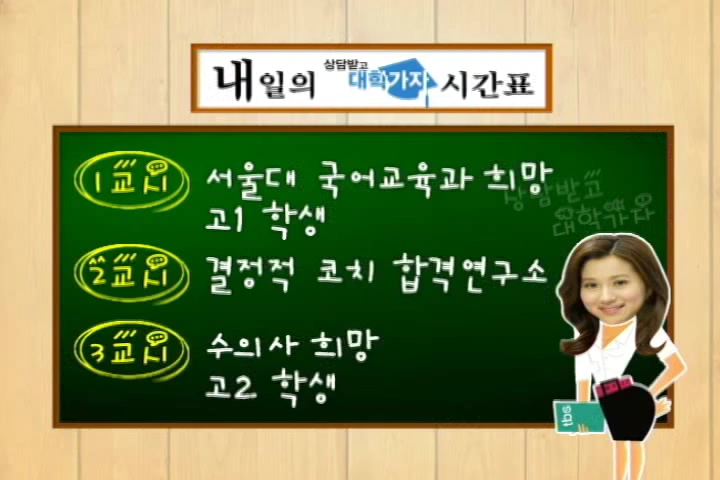 내일의 상담받고 대학가자 시간표
1교시 서울대 국어교육과 희망
고1 학생
상담받고
대학가자
2교시 결정적 코치 합격연구소
3교시 수의사 희망
고2 학생
tbs